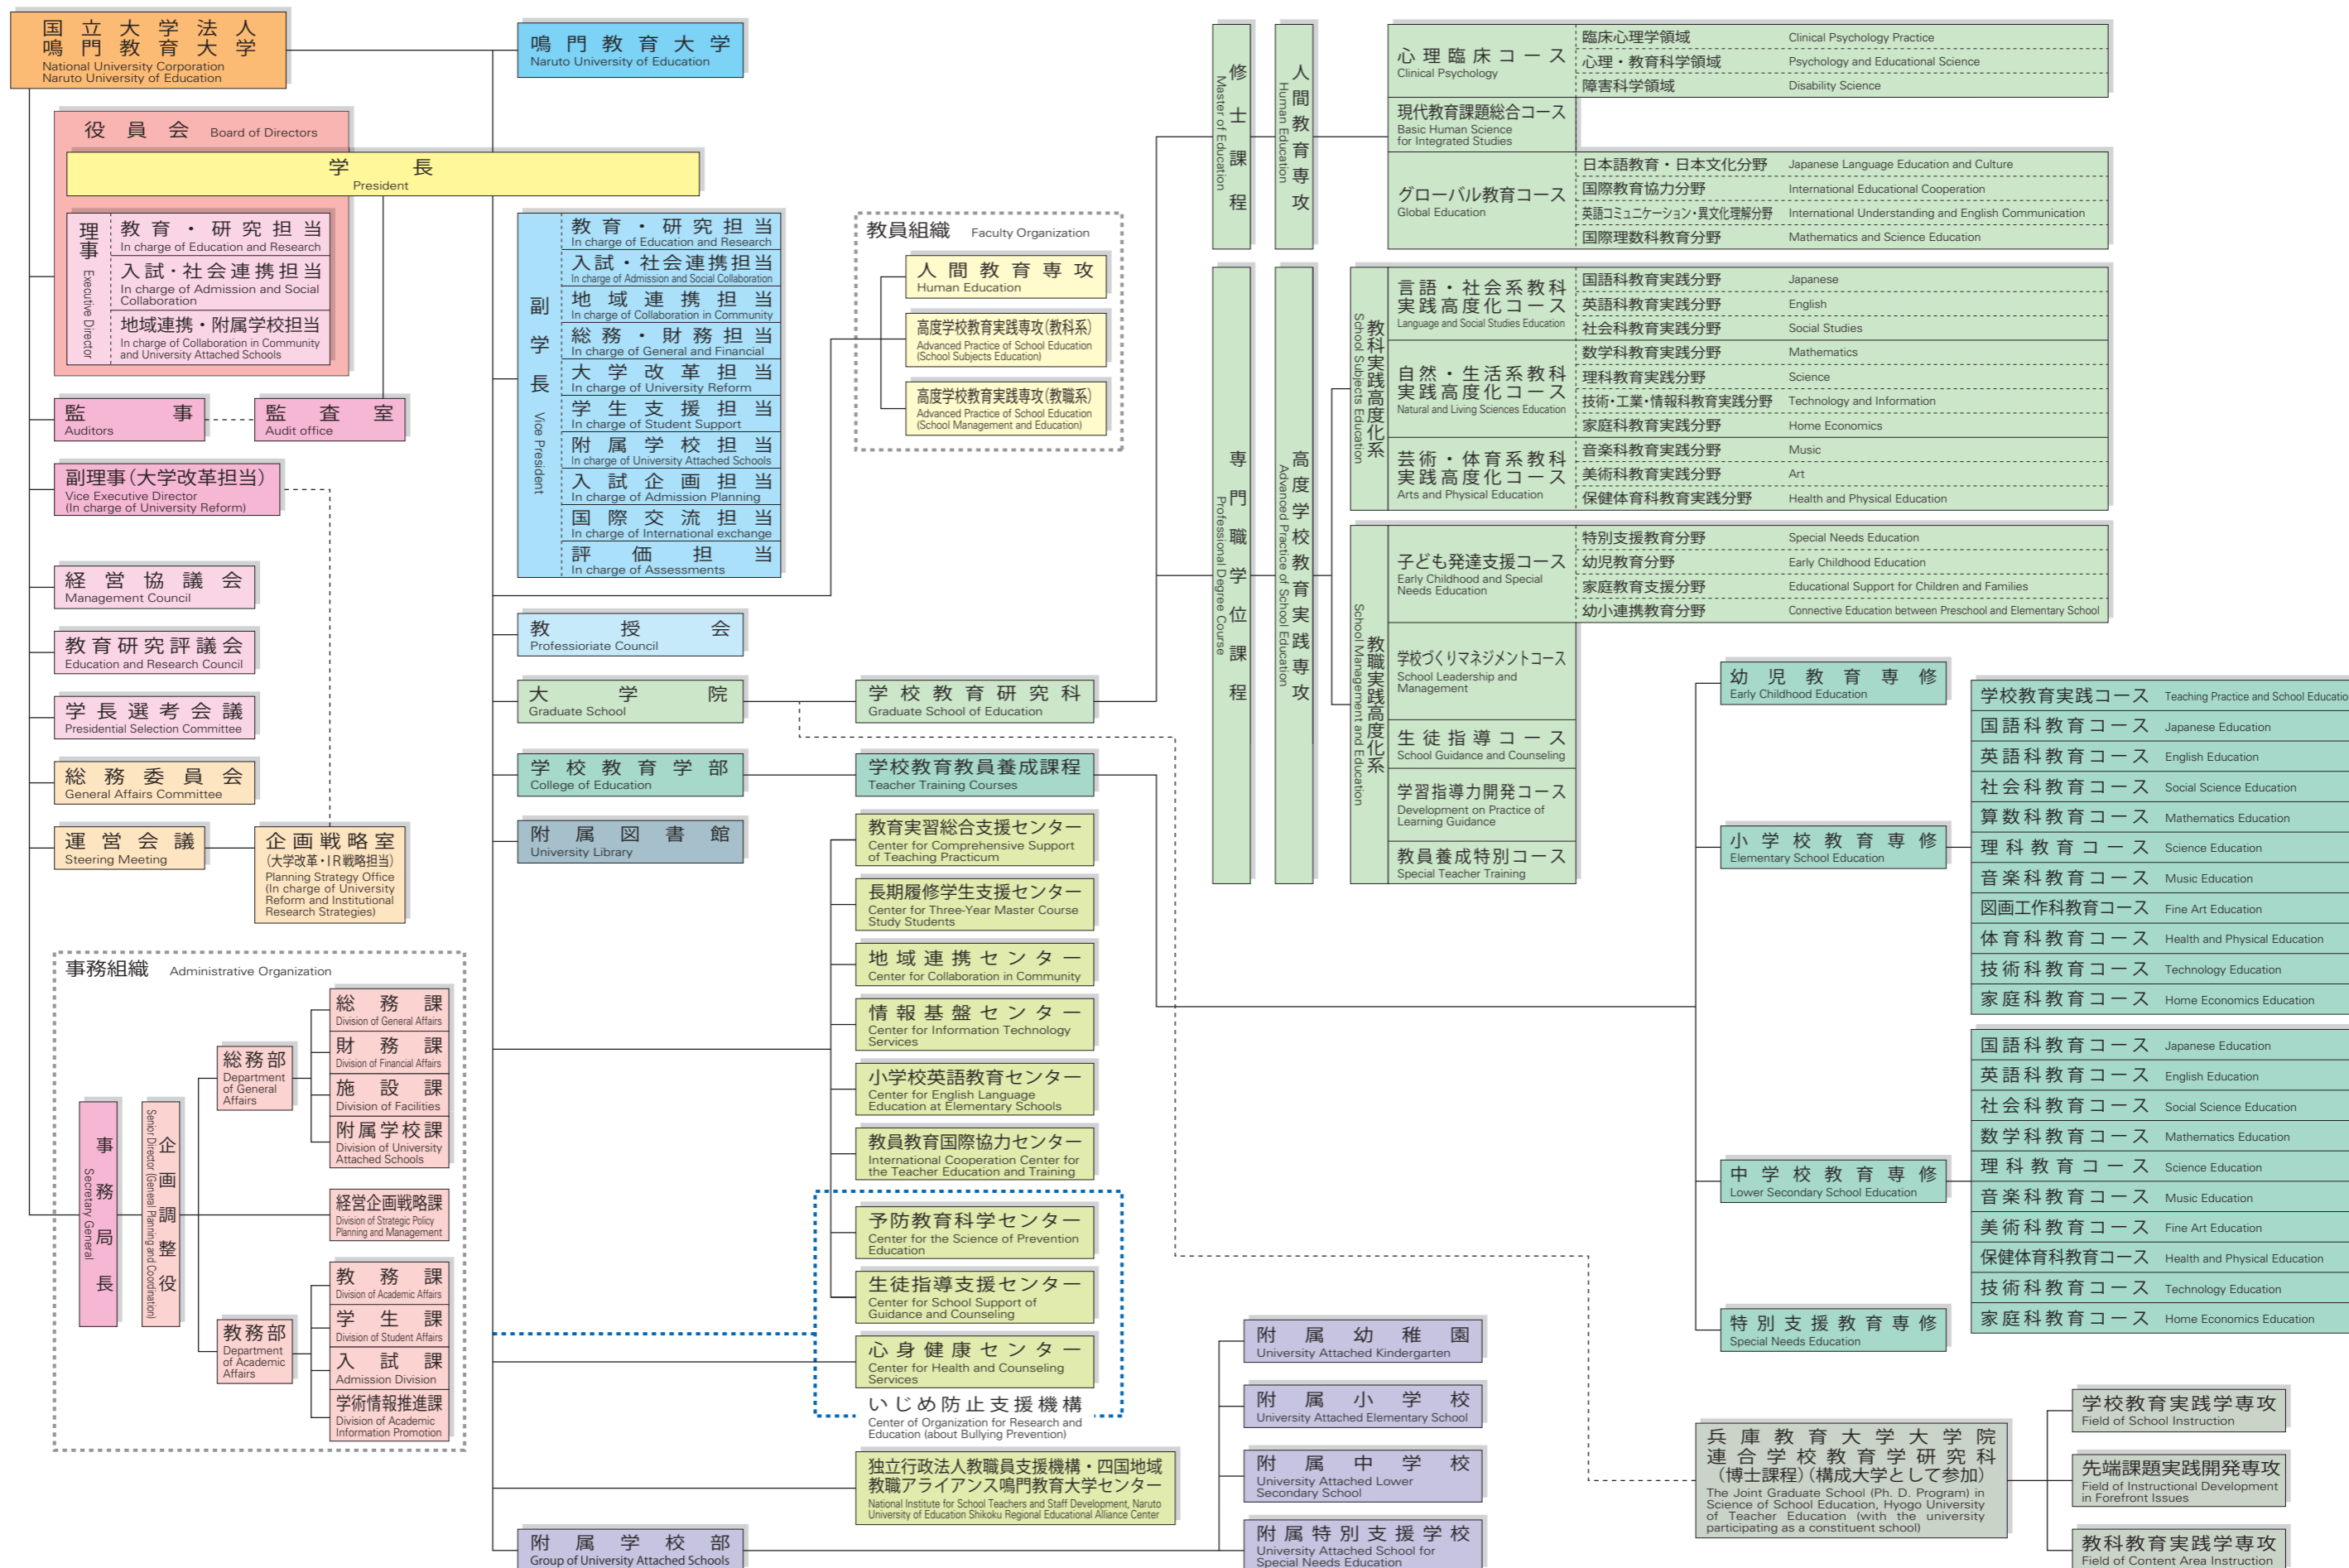 国立大学法人
鳴門教育大学
National University Corporation
Naruto University of Education
役員会 Board of Directors
学長
President
理事
Executive Director
教育・研究担当
In charge of Education and Research
入試・社会連携担当
In charge of Admission and Social
Collaboration
地域連携・附属学校担当
In charge of Collaboration in Community
and University Attached Schools
監事
Auditors
監査室
Audit office
副理事(大学改革担当)
Vice Executive Director
(In charge of University Reform)
経営協議会
Management Council
教育研究評議会
Education and Research Council
学長選考会議
Presidential Selection Committee
総務委員会
General Affairs Committee
運営会議
Steering Meeting
企画戦略室
(大学改革・IR戦略担当)
Planning Strategy Office
(In charge of University
Reform and Institutional
Research Strategies)
事務組織 Administrative Organization
事務局長
Secretary General
企画調整役
Senior Director (General Planning and Coordination)
総務部
Department
of General
Affairs
総務課
Division of General Affairs
財務課
Division of Financial Affairs
施設課
Division of Facilities
附属学校課
Division of University
Attached Schools
経営企画戦略課
Division of Strategic Policy
Planning and Management
教務部
Department
of Academic
Affairs
教務課
Division of Academic Affairs
学生課
Division of Student Affairs
入試課
Admission Division
学術情報推進課
Division of Academic
Information Promotion
鳴門教育大学
Naruto University of Education
副学長
Vice President
教育・研究担当
In charge of Education and Research
入試・社会連携担当
In charge of Admission and Social Collaboration
地域連携担当
In charge of Collaboration in Community
総務・財務担当
In charge of General and Financial
大学改革担当
In charge of University Reform
学生支援担当
In charge of Student Support
附属学校担当
In charge of University Attached Schools
入試企画担当
In charge of Admission Planning
国際交流担当
In charge of International exchange
評価担当
In charge of Assessments
教員組織 Faculty Organization
人間教育専攻
Human Education
高度学校教育実践専攻(教科系)
Advanced Practice of School Education
(School Subjects Education)
高度学校教育実践専攻(教職系)
Advanced Practice of School Education
(School Management and Education)
教授会
Professioriate Council
大学院
Graduate School
学校教育研究科
Graduate School of Education
学校教育学部
College of Education
学校教育教員養成課程
Teacher Training Courses
附属図書館
University Library
教育実習総合支援センター
Center for Comprehensive Support
of Teaching Practicum
長期履修学生支援センター
Center for Three-Year Master Course
Study Students
地域連携センター
Center for Collaboration in Community
情報基盤センター
Center for Information Technology
Services
小学校英語教育センター
Center for English Language
Education at Elementary Schools
教員教育国際協力センター
International Cooperation Center for
the Teacher Education and Training
予防教育科学センター
Center for the Science of Prevention
Education
生徒指導支援センター
Center for School Support of
Guidance and Counseling
心身健康センター
Center for Health and Counseling
Services
いじめ防止支援機構
Center of Organization for Research and
Education (about Bullying Prevention)
独立行政法人教職員支援機構・四国地域
教職アライアンス鳴門教育大学センター
National Institute for School Teachers and Staff Development, Naruto
University of Education Shikoku Regional Educational Alliance Center
附属学校部
Group of University Attached Schools
附属幼稚園
University Attached Kindergarten
附属小学校
University Attached Elementary School
附属中学校
University Attached Lower
Secondary School
附属特別支援学校
University Attached School for
Special Needs Education
修士課程
Master of Education
人間教育専攻
Human Education
心理臨床コース
Clinical Psychology
臨床心理学領域 Clinical Psychology Practice
心理・教育科学領域 Psychology and Educational Science
障害科学領域 Disability Science
現代教育課題総合コース
Basic Human Science
for Integrated Studies
グローバル教育コース
Global Education
日本語教育・日本文化分野 Japanese Language Education and Culture
国際教育協力分野 International Educational Cooperation
英語コミュニケーション・異文化理解分野 International Understanding and English Communication
国際理数科教育分野 Mathematics and Science Education
専門職学位課程
Professional Degree Course
高度学校教育実践専攻
Advanced Practice of School Education
教科実践高度化系
School Subjects Education
言語・社会系教科
実践高度化コース
Language and Social Studies Education
国語科教育実践分野 Japanese
英語科教育実践分野 English
社会科教育実践分野 Social Studies
自然・生活系教科
実践高度化コース
Natural and Living Sciences Education
数学科教育実践分野 Mathematics
理科教育実践分野 Science
技術・工業・情報科教育実践分野 Technology and Information
家庭科教育実践分野 Home Economics
芸術・体育系教科
実践高度化コース
Arts and Physical Education
音楽科教育実践分野 Music
美術科教育実践分野 Art
保健体育科教育実践分野 Health and Physical Education
教職実践高度化系
School Management and Education
子ども発達支援コース
Early Childhood and Special
Needs Education
特別支援教育分野 Special Needs Education
幼児教育分野 Early Childhood Education
家庭教育支援分野 Educational Support for Children and Families
幼小連携教育分野 Connective Education between Preschool and Elementary School
学校づくりマネジメントコース
School Leadership and
Management
生徒指導コース
School Guidance and Counseling
学習指導力開発コース
Development on Practice of
Learning Guidance
教員養成特別コース
Special Teacher Training
幼児教育専修
Early Childhood Education
小学校教育専修
Elementary School Education
学校教育実践コース Teaching Practice and School Educatio
国語科教育コース Japanese Education
英語科教育コース English Education
社会科教育コース Social Science Education
算数科教育コース Mathematics Education
理科教育コース Science Education
音楽科教育コース Music Education
図画工作科教育コース Fine Art Education
体育科教育コース Health and Physical Education
技術科教育コース Technology Education
家庭科教育コース Home Economics Education
中学校教育専修
Lower Secondary School Education
国語科教育コース Japanese Education
英語科教育コース English Education
社会科教育コース Social Science Education
数学科教育コース Mathematics Education
理科教育コース Science Education
音楽科教育コース Music Education
美術科教育コース Fine Art Education
保健体育科教育コース Health and Physical Education
技術科教育コース Technology Education
家庭科教育コース Home Economics Education
特別支援教育専修
Special Needs Education
兵庫教育大学大学院
連合学校教育学研究科
(博士課程)(構成大学として参加)
The Joint Graduate School (Ph. D. Program) in
Science of School Education, Hyogo University
of Teacher Education (with the university
participating as a constituent school)
学校教育実践学専攻
Field of School Instruction
先端課題実践開発専攻
Field of Instructional Development
in Forefront Issues
教科教育実践学専攻
Field of Content Area Instruction